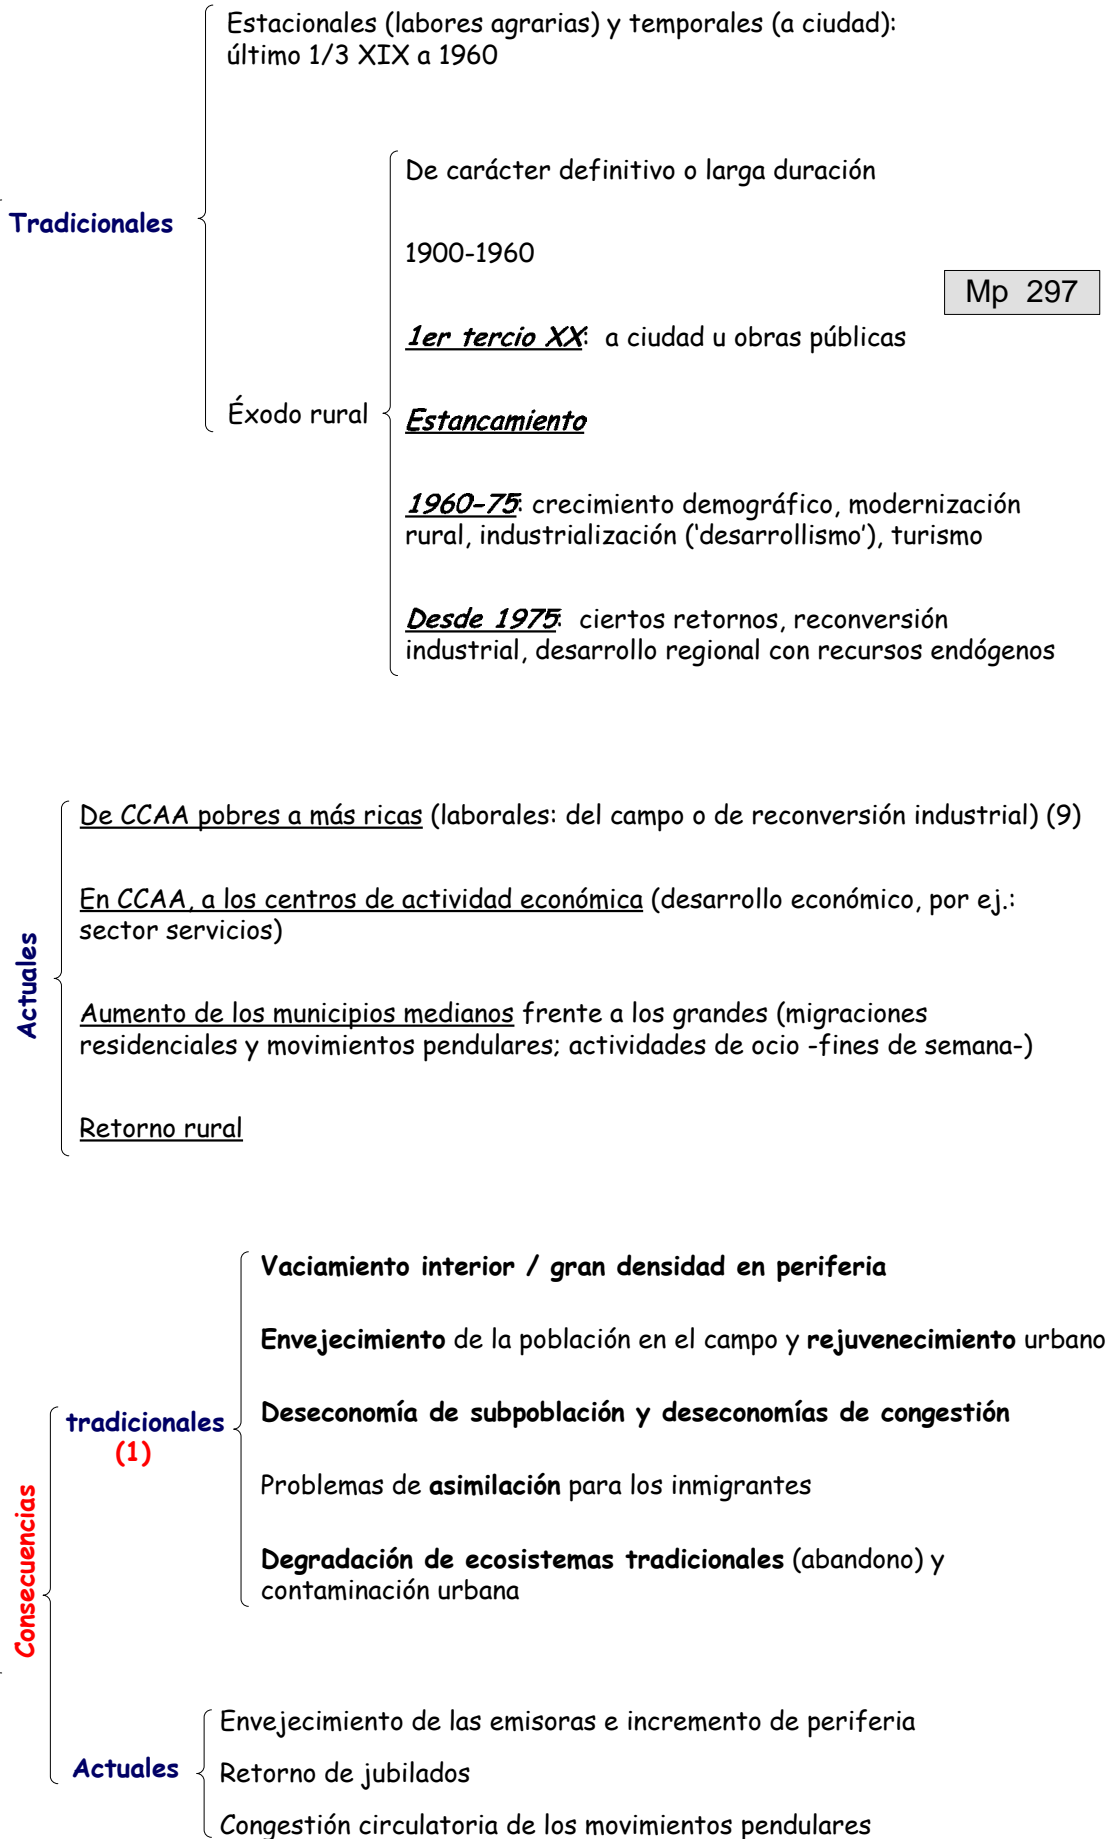 Estacionales (labores agrarias) y temporales (a ciudad):
último 1/3 XIX a 1960
Tradicionales
De carácter definitivo o larga duración
1900-1960
Mp 297
1er tercio XX: a ciudad u obras públicas
Éxodo rural
Estancamiento
1960-75: crecimiento demográfico, modernización
rural, industrialización (‘desarrollismo’), turismo
Desde 1975: ciertos retornos, reconversión
industrial, desarrollo regional con recursos endógenos
Actuales
De CCAA pobres a más ricas (laborales: del campo o de reconversión industrial) (9)
En CCAA, a los centros de actividad económica (desarrollo económico, por ej.:
sector servicios)
Aumento de los municipios medianos frente a los grandes (migraciones
residenciales y movimientos pendulares; actividades de ocio -fines de semana-)
Retorno rural
Consecuencias
tradicionales
(1)
Vaciamiento interior / gran densidad en periferia
Envejecimiento de la población en el campo y rejuvenecimiento urbano
Deseconomía de subpoblación y deseconomías de congestión
Problemas de asimilación para los inmigrantes
Degradación de ecosistemas tradicionales (abandono) y
contaminación urbana
Actuales
Envejecimiento de las emisoras e incremento de periferia
Retorno de jubilados
Congestión circulatoria de los movimientos pendulares